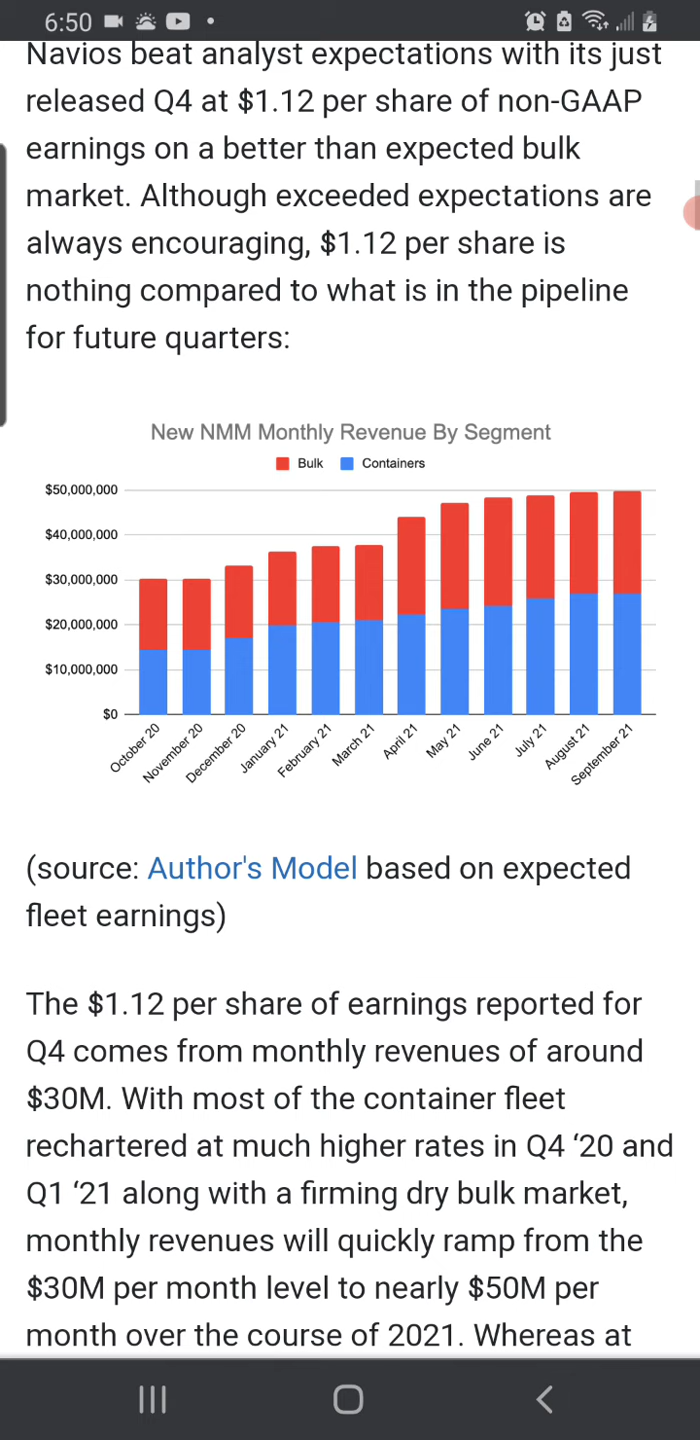 6:50
Navios beat analyst expectations with its just
released Q4 at $1.12 per share of non-GAAP
earnings on a better than expected bulk
market. Although exceeded expectations are
always encouraging, $1.12 per share is
nothing compared to what is in the pipeline
for future quarters:
New NMM Monthly Revenue By Segment
Bulk Containers
$50,000,000
$40,000,000
$30,000,000
$20,000,000
$10,000,000
$0
October 20
November 20
December 20
January 21
February 21
March 21
April 21
May 21
June 21
July 21
August 21
September 21
(source: Author's Model based on expected
fleet earnings)
The $1.12 per share of earnings reported for
Q4 comes from monthly revenues of around
$30M. With most of the container fleet
rechartered at much higher rates in Q4 ‘20 and
Q1 ‘21 along with a firming dry bulk market,
monthly revenues will quickly ramp from the
$30M per month level to nearly $50M per
month over the course of 2021. Whereas at